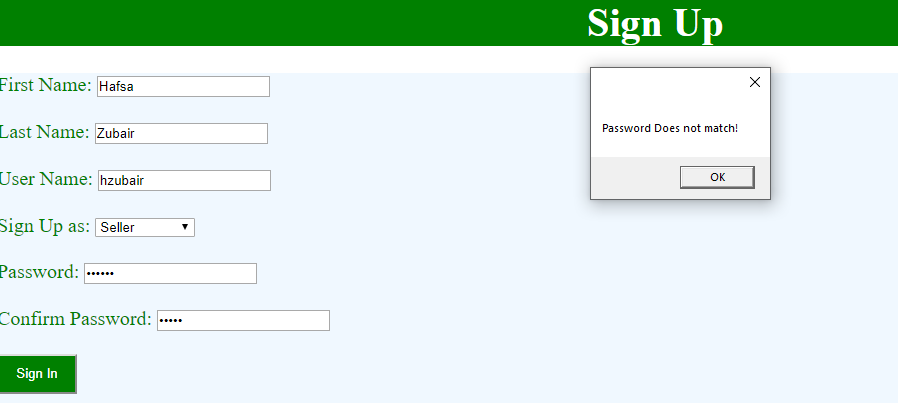 Sign Up
First Name: Hafsa
Last Name: Zubair
User Name: hzubair
Sign Up as: Seller
Password: ••••••
Confirm Password: •••••
Sign In
Password Does not match!
OK